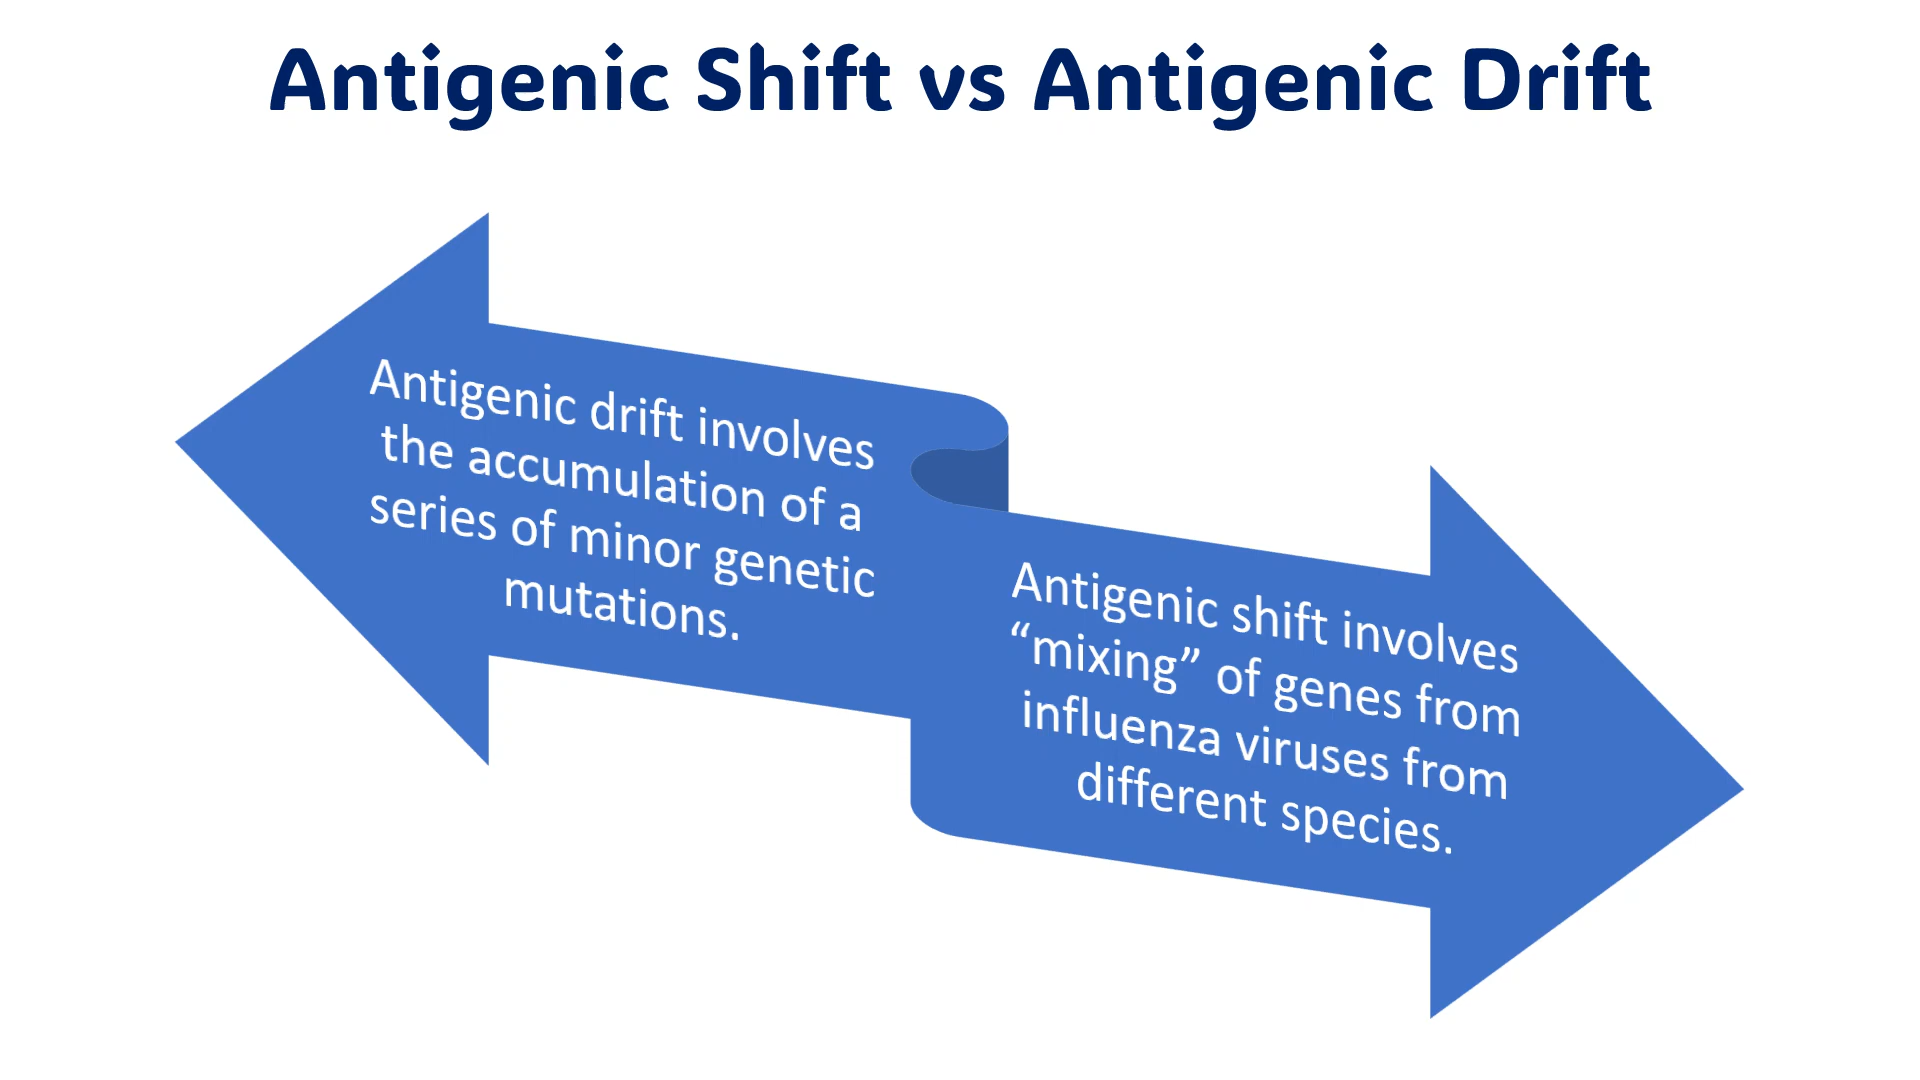 Antigenic Shift vs Antigenic Drift
Antigenic drift involves
the accumulation of a
series of minor genetic
mutations.
Antigenic shift involves
“mixing” of genes from
influenza viruses from
different species.